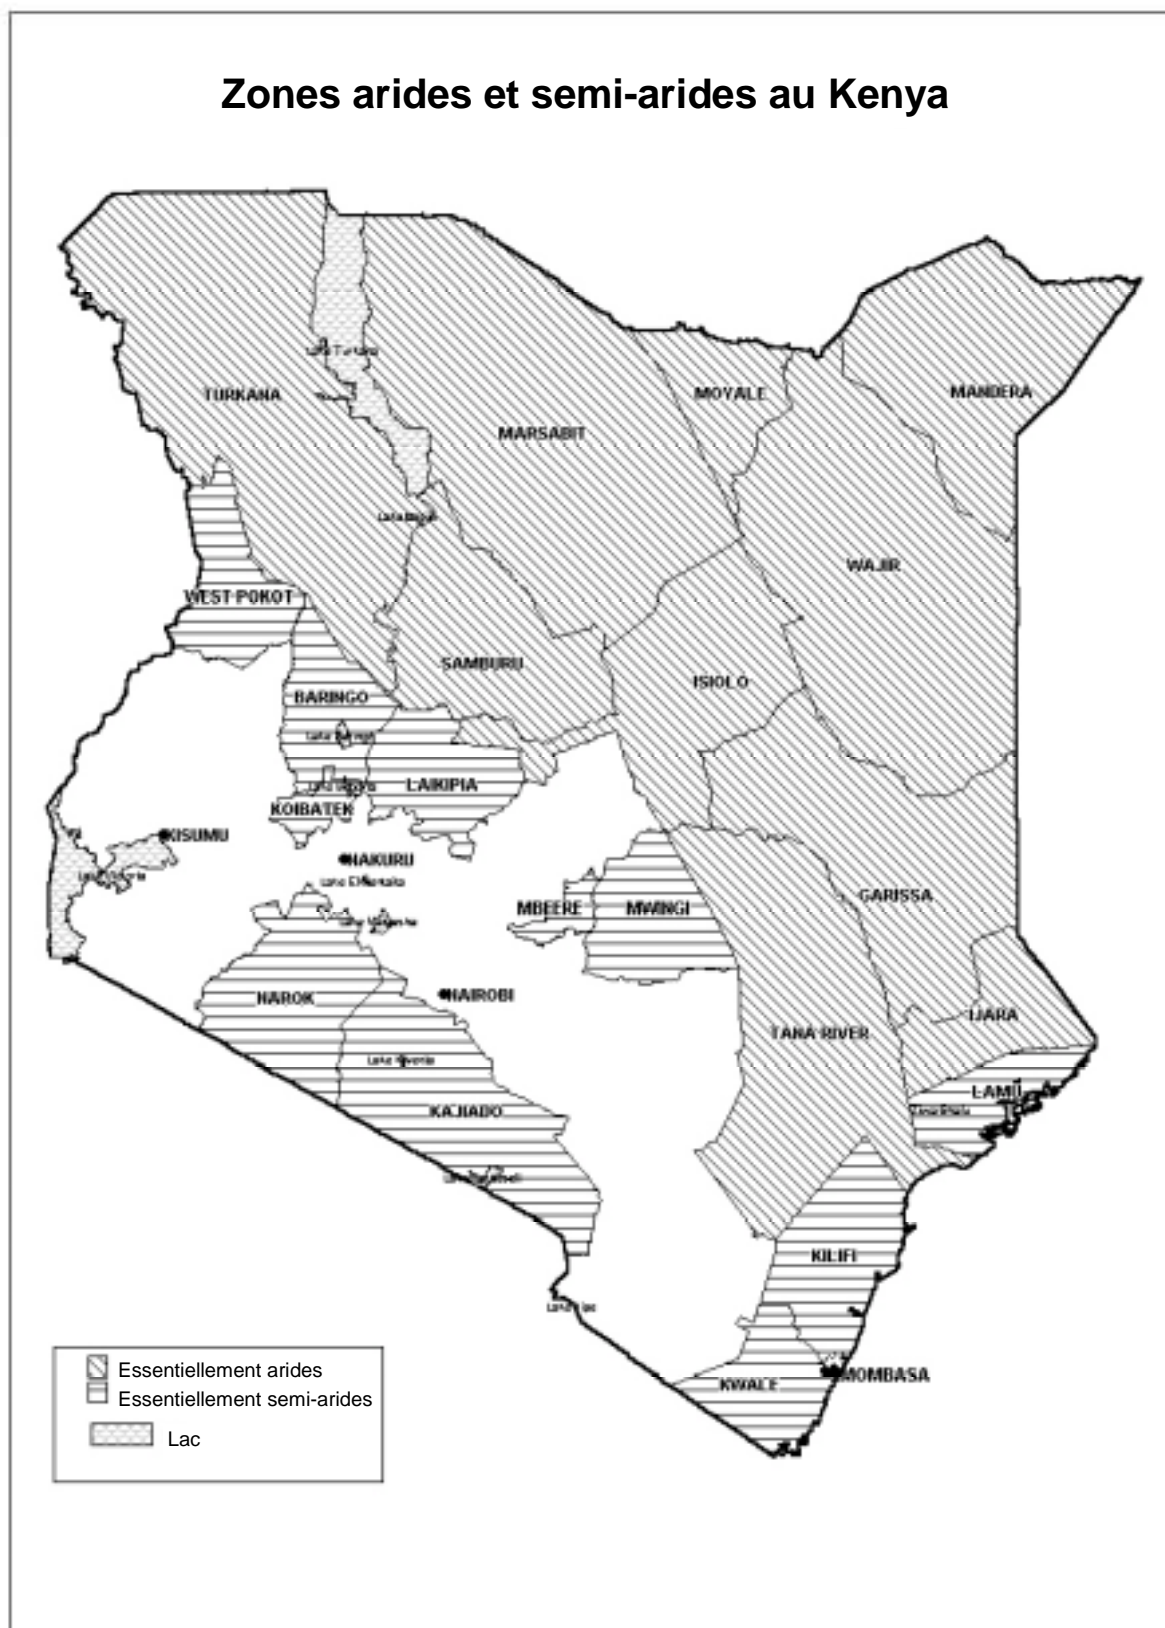 Zones arides et semi-arides au Kenya
TURKANA
MOYALE
MANDERA
MARSABIT
WAJIR
WEST POKOT
SAMBURU
ISIOLO
BARINGO
LAIKIPIA
KOIBATEK
KISUMU
NAKURU
GARISSA
MBEERE
MWINGI
NAROK
NAIROBI
IJARA
TANA RIVER
LAMU
KAJIADO
KILIFI
MOMBASA
KWALE
Essentiellement arides
Essentiellement semi-arides
Lac